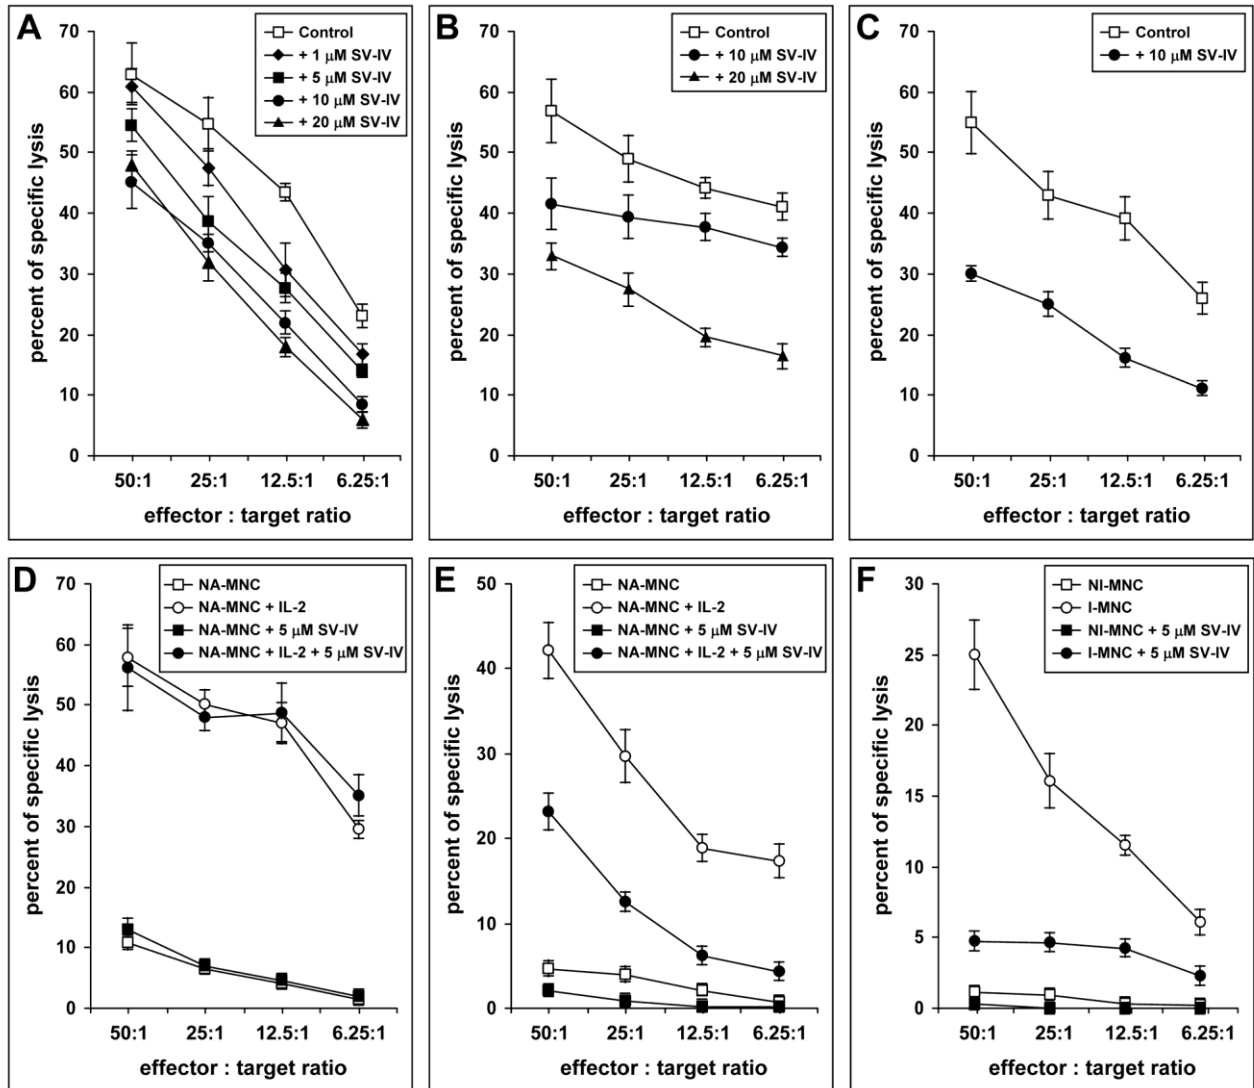 A
Control
+ 1 μM SV-IV
+ 5 μM SV-IV
+ 10 μM SV-IV
+ 20 μM SV-IV
percent of specific lysis
70
60
50
40
30
20
10
0
50:1 25:1 12.5:1 6.25:1
effector : target ratio
B
Control
+ 10 μM SV-IV
+ 20 μM SV-IV
percent of specific lysis
70
60
50
40
30
20
10
0
50:1 25:1 12.5:1 6.25:1
effector : target ratio
C
Control
+ 10 μM SV-IV
percent of specific lysis
70
60
50
40
30
20
10
0
50:1 25:1 12.5:1 6.25:1
effector : target ratio
D
NA-MNC
NA-MNC + IL-2
NA-MNC + 5 μM SV-IV
NA-MNC + IL-2 + 5 μM SV-IV
percent of specific lysis
70
60
50
40
30
20
10
0
50:1 25:1 12.5:1 6.25:1
effector : target ratio
E
NA-MNC
NA-MNC + IL-2
NA-MNC + 5 μM SV-IV
NA-MNC + IL-2 + 5 μM SV-IV
percent of specific lysis
50
40
30
20
10
0
50:1 25:1 12.5:1 6.25:1
effector : target ratio
F
NI-MNC
I-MNC
NI-MNC + 5 μM SV-IV
I-MNC + 5 μM SV-IV
percent of specific lysis
30
25
20
15
10
5
0
50:1 25:1 12.5:1 6.25:1
effector : target ratio